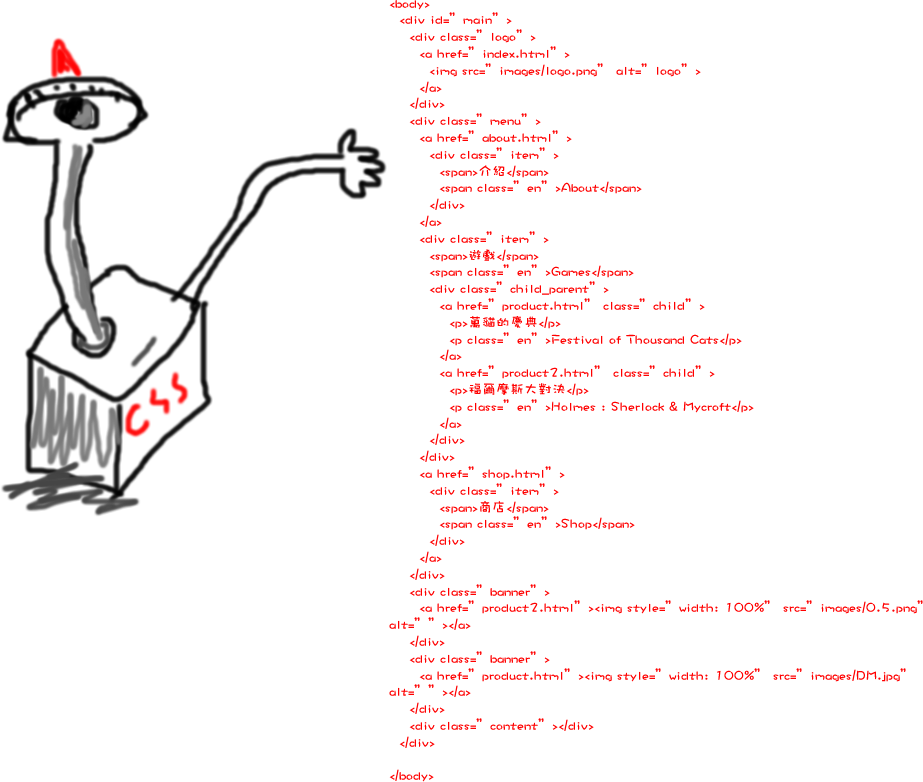 CSS
<body>
<div id=” main” >
<div class=” logo” >
<a href=” index.html” >
<img src=” images/logo.png”  alt=” logo” >
</a>
</div>
<div class=” menu” >
<a href=” about.html” >
<div class=” item” >
<span>介紹</span>
<span class=” en” >About</span>
</div>
</a>
<div class=” item” >
<span>遊戲</span>
<span class=” en” >Games</span>
<div class=” child_parent” >
<a href=” product.html”  class=” child” >
<p>萬貓的慶典</p>
<p class=” en” >Festival of Thousand Cats</p>
</a>
<a href=” product2.html”  class=” child” >
<p>福爾摩斯大對決</p>
<p class=” en” >Holmes : Sherlock & Mycroft</p>
</a>
</div>
</div>
<a href=” shop.html” >
<div class=” item” >
<span>商店</span>
<span class=” en” >Shop</span>
</div>
</a>
</div>
<div class=” banner” >
<a href=” product2.html” ><img style=” width: 100%”  src=” images/0.5.png”
alt=” ” ></a>
</div>
<div class=” banner” >
<a href=” product.html” ><img style=” width: 100%”  src=” images/DM.jpg”
alt=” ” ></a>
</div>
<div class=” content” ></div>
</div>
</body>